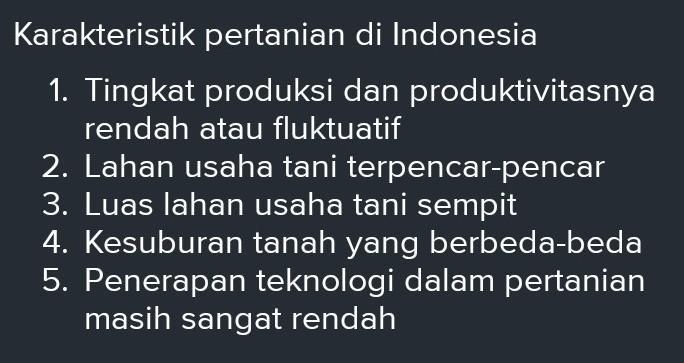 Karakteristik pertanian di Indonesia
1. Tingkat produksi dan produktivitasnya
rendah atau fluktuatif
2. Lahan usaha tani terpencar-pencar
3. Luas lahan usaha tani sempit
4. Kesuburan tanah yang berbeda-beda
5. Penerapan teknologi dalam pertanian
masih sangat rendah